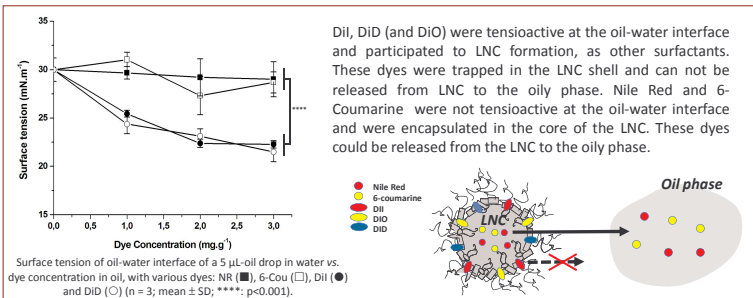 30
25
20
15
35
0,0
1,0
2,0
3,0
Surface tension (mN.m⁻¹)
Dye Concentration (mg.g⁻¹)
****
Surface tension of oil-water interface of a 5 µL-oil drop in water vs.
dye concentration in oil, with various dyes: NR (■), 6-Cou (□), DiI (●)
and DiD (○) (n = 3; mean ± SD; ****: p<0.001).
DiI, DiD (and DiO) were tensioactive at the oil-water interface
and participated to LNC formation, as other surfactants.
These dyes were trapped in the LNC shell and can not be
released from LNC to the oily phase. Nile Red and 6-
Coumarine were not tensioactive at the oil-water interface
and were encapsulated in the core of the LNC. These dyes
could be released from the LNC to the oily phase.
Nile Red
6-coumarine
DII
DIO
DID
LNC
Oil phase